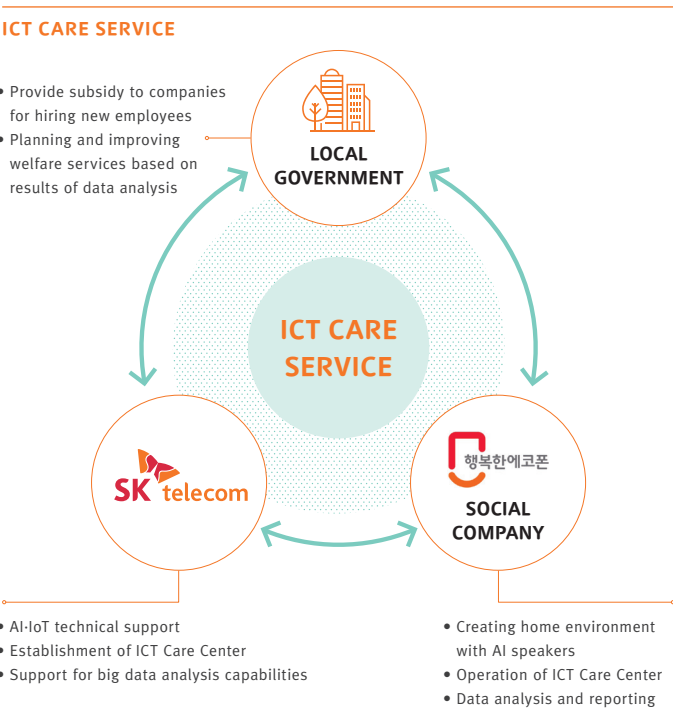 ICT CARE SERVICE
• Provide subsidy to companies
for hiring new employees
• Planning and improving
welfare services based on
results of data analysis
LOCAL
GOVERNMENT
ICT CARE
SERVICE
SK telecom
행복한에코폰
SOCIAL
COMPANY
• AI·IoT technical support
• Establishment of ICT Care Center
• Support for big data analysis capabilities
• Creating home environment
with AI speakers
• Operation of ICT Care Center
• Data analysis and reporting